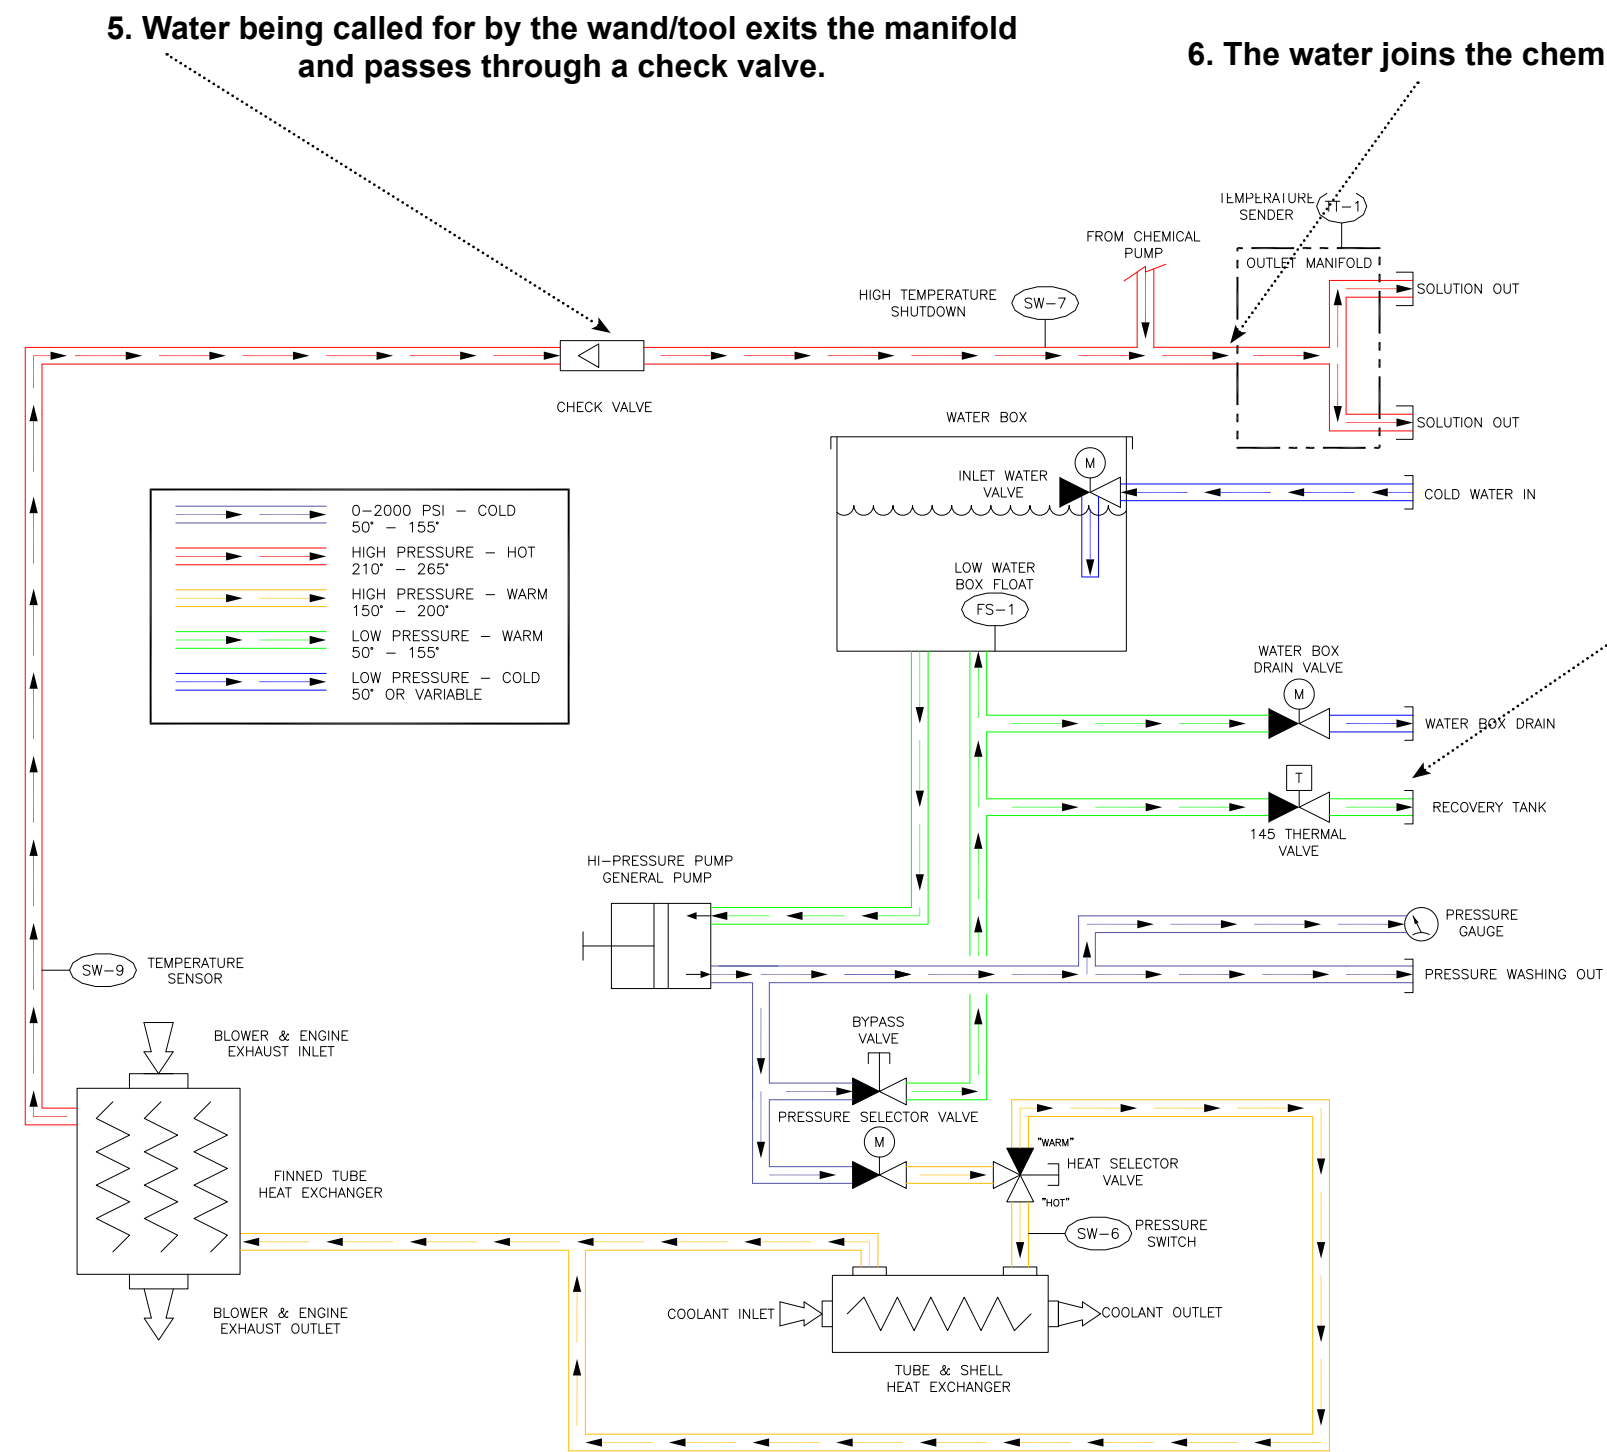 5. Water being called for by the wand/tool exits the manifold
and passes through a check valve.
6. The water joins the chem
TEMPERATURE
SENDER
TT-1
FROM CHEMICAL
PUMP
OUTLET MANIFOLD
HIGH TEMPERATURE
SHUTDOWN
SW-7
SOLUTION OUT
CHECK VALVE
WATER BOX
SOLUTION OUT
INLET WATER
VALVE
M
COLD WATER IN
0-2000 PSI - COLD
50° - 155°
HIGH PRESSURE - HOT
210° - 265°
HIGH PRESSURE - WARM
150° - 200°
LOW PRESSURE - WARM
50° - 155°
LOW PRESSURE - COLD
50° OR VARIABLE
LOW WATER
BOX FLOAT
FS-1
WATER BOX
DRAIN VALVE
M
WATER BOX DRAIN
T
RECOVERY TANK
145 THERMAL
VALVE
HI-PRESSURE PUMP
GENERAL PUMP
PRESSURE
GAUGE
SW-9
TEMPERATURE
SENSOR
PRESSURE WASHING OUT
BLOWER & ENGINE
EXHAUST INLET
BYPASS
VALVE
PRESSURE SELECTOR VALVE
M
"WARM"
HEAT SELECTOR
VALVE
"HOT"
FINNED TUBE
HEAT EXCHANGER
SW-6
PRESSURE
SWITCH
BLOWER & ENGINE
EXHAUST OUTLET
COOLANT INLET
COOLANT OUTLET
TUBE & SHELL
HEAT EXCHANGER